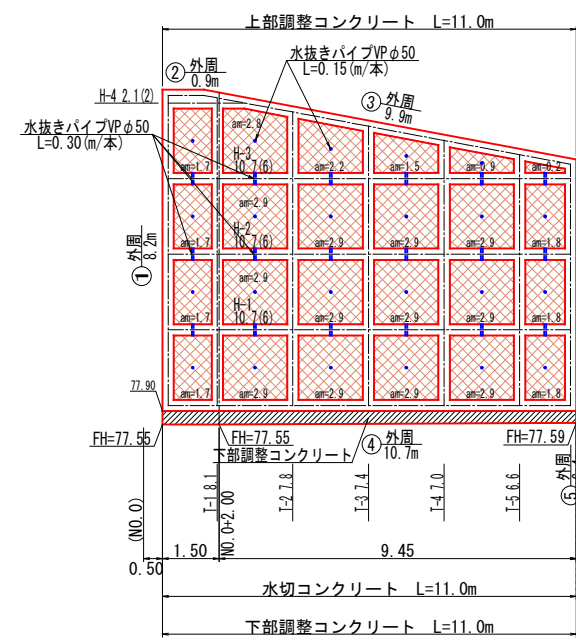 上部調整コンクリート L=11.0m
② 外周
0.9m
水抜きパイプVPφ50
L=0.15(m/本)
H-4 2.1(2)
③ 外周
9.9m
水抜きパイプVPφ50
L=0.30(m/本)
am=2.8
H-3
10.7(6)
am=1.7
am=2.2
am=1.5
am=0.9
am=0.2
am=2.9
H-2
10.7(6)
am=1.7
am=2.9
am=2.9
am=2.9
am=1.8
① 外周
8.2m
am=2.9
H-1
10.7(6)
am=1.7
am=2.9
am=2.9
am=2.9
am=1.8
am=1.7
am=2.9
am=2.9
am=2.9
am=2.9
am=1.8
77.90
FH=77.55
FH=77.55
下部調整コンクリート
④ 外周
10.7m
FH=77.59
⑤ 外周
(NO.0)
T-1 8.1
NO.0+2.00
T-2 7.8
T-3 7.4
T-4 7.0
T-5 6.6
0.50
1.50
9.45
水切コンクリート L=11.0m
下部調整コンクリート L=11.0m